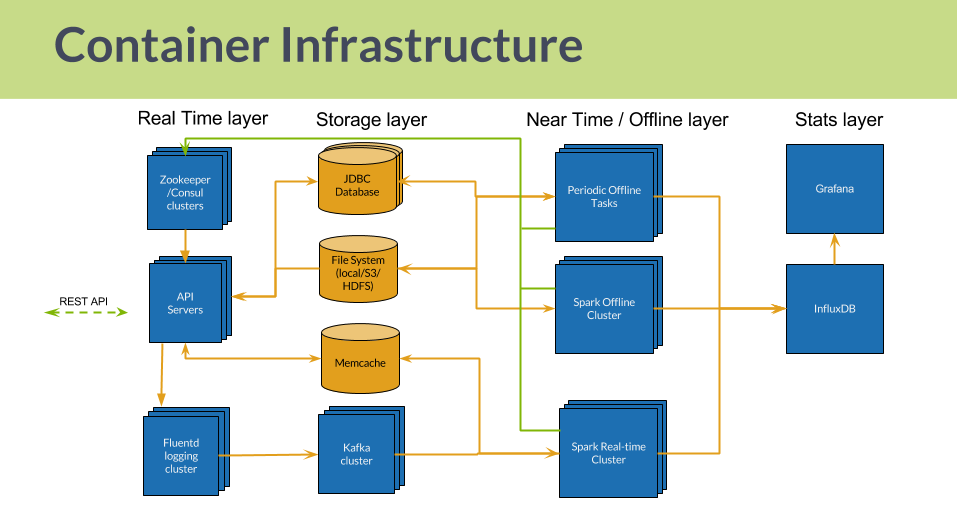 Container Infrastructure
Real Time layer
Storage layer
Near Time / Offline layer
Stats layer
Zookeeper
/Consul
clusters
JDBC
Database
Periodic Offline
Tasks
Grafana
File System
(local/S3/
HDFS)
REST API
API
Servers
Spark Offline
Cluster
InfluxDB
Memcache
Fluentd
logging
cluster
Kafka
cluster
Spark Real-time
Cluster